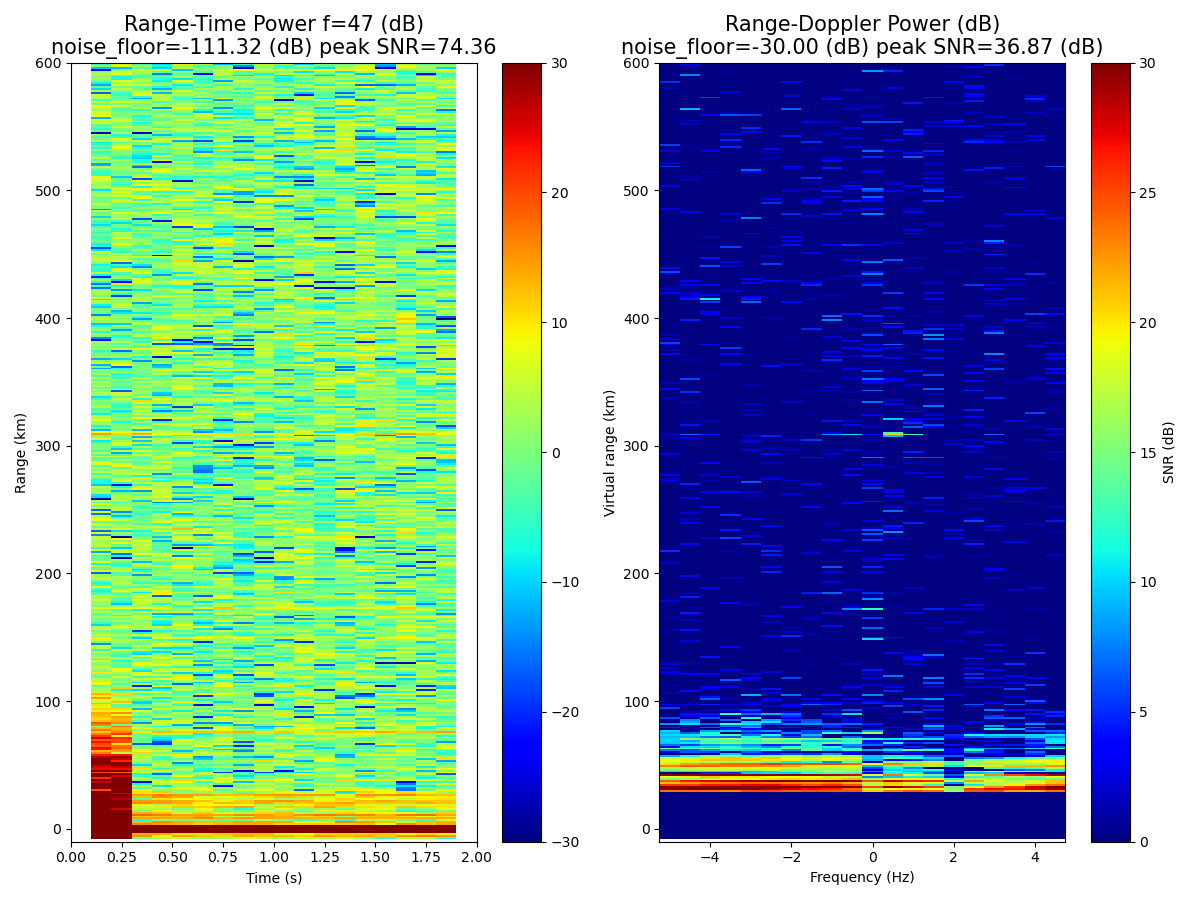 Range-Time Power f=47 (dB)
noise_floor=-111.32 (dB) peak SNR=74.36
Range-Doppler Power (dB)
noise_floor=-30.00 (dB) peak SNR=36.87 (dB)
600
500
400
300
200
100
0
Range (km)
0.00 0.25 0.50 0.75 1.00 1.25 1.50 1.75 2.00
Time (s)
30
20
10
0
−10
−20
−30
600
500
400
300
200
100
0
Virtual range (km)
−4 −2 0 2 4
Frequency (Hz)
30
25
20
15
10
5
0
SNR (dB)